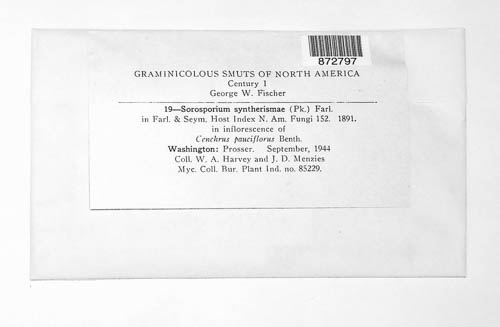 872797
GRAMINICOLOUS SMUTS OF NORTH AMERICA
Century 1
George W. Fischer
19—Sorosporium syntherismae (Pk.) Farl.
in Farl. & Seym. Host Index N. Am. Fungi 152. 1891.
in inflorescence of
Cenchrus pauciflorus Benth.
Washington: Prosser. September, 1944
Coll. W. A. Harvey and J. D. Menzies
Myc. Coll. Bur. Plant Ind. no. 85229.